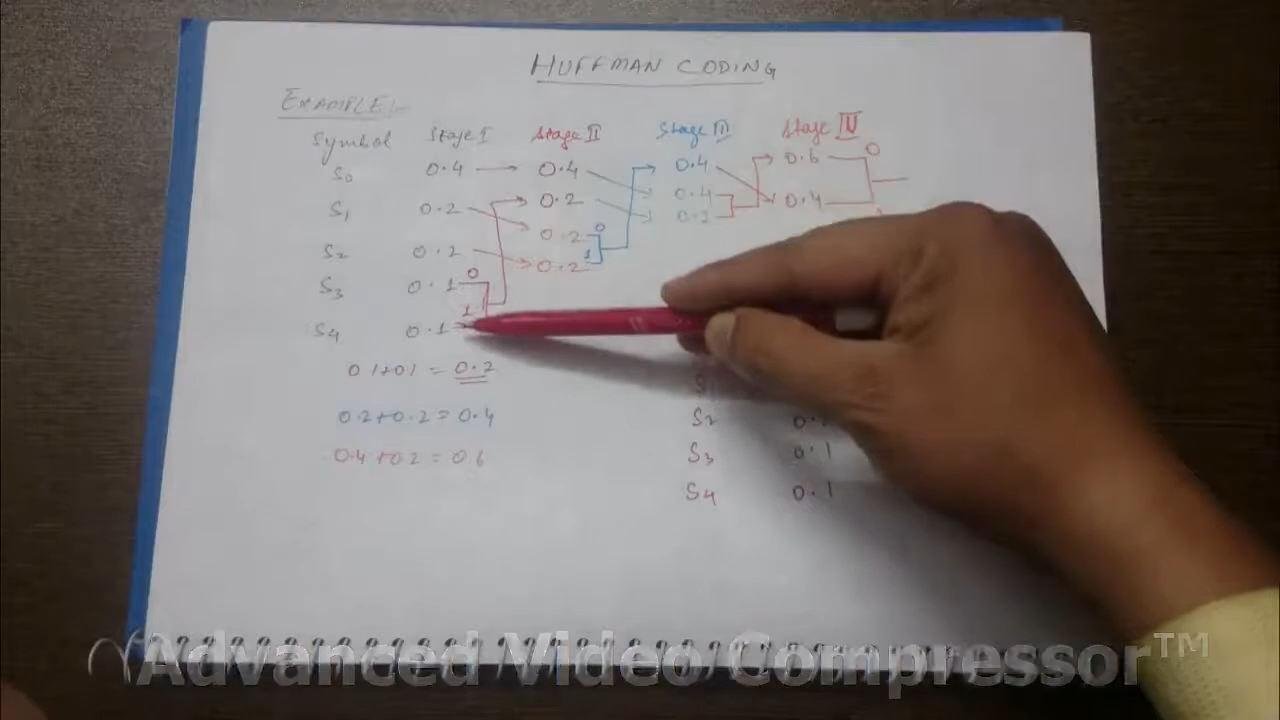 HUFFMAN CODING
EXAMPLE:-
Symbol Stage I Stage II Stage III Stage IV
S0 0.4 0.4 0.4 0.6 0
S1 0.2 0.2 0.4 0.4
0.2 0 0.2
S2 0.2 0.2 1
S3 0.1 0
S4 0.1 1
0.1+0.1 = 0.2
0.2+0.2 = 0.4
0.4+0.2 = 0.6
S2
S3 0.1
S4 0.1
Advanced Video Compressor™